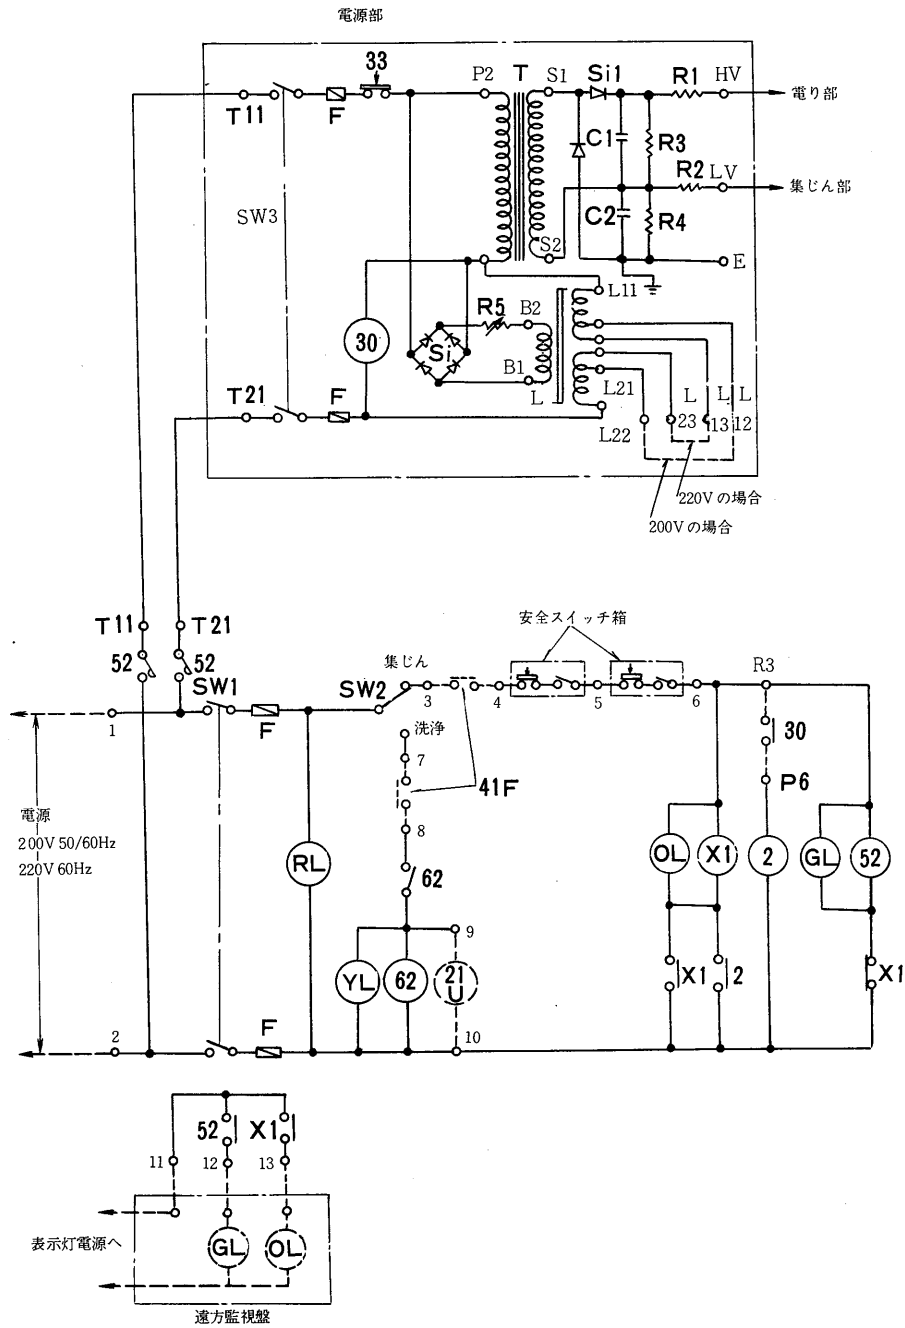 電源部
33
P2 T S1 Si1 R1 HV
電り部
T11 F
C1 R3
R2 LV
集じん部
SW3
C2 R4
S2
E
L11
R5 B2
30 Si
B1
L21
T21 F L L L L
L22 23 13 12
220Vの場合
200Vの場合
T11 T21
安全スイッチ箱
52 52
集じん
R3
SW1 SW2
3 4 5 6
1 F
洗浄
30
7
41F P6
電源
200V 50/60Hz
220V 60Hz
8
RL OL X1 2 GL 52
62
9
YL 62 21U X1 2 X1
2 F 10
52 X1
11 12 13
表示灯電源へ
GL OL
遠方監視盤